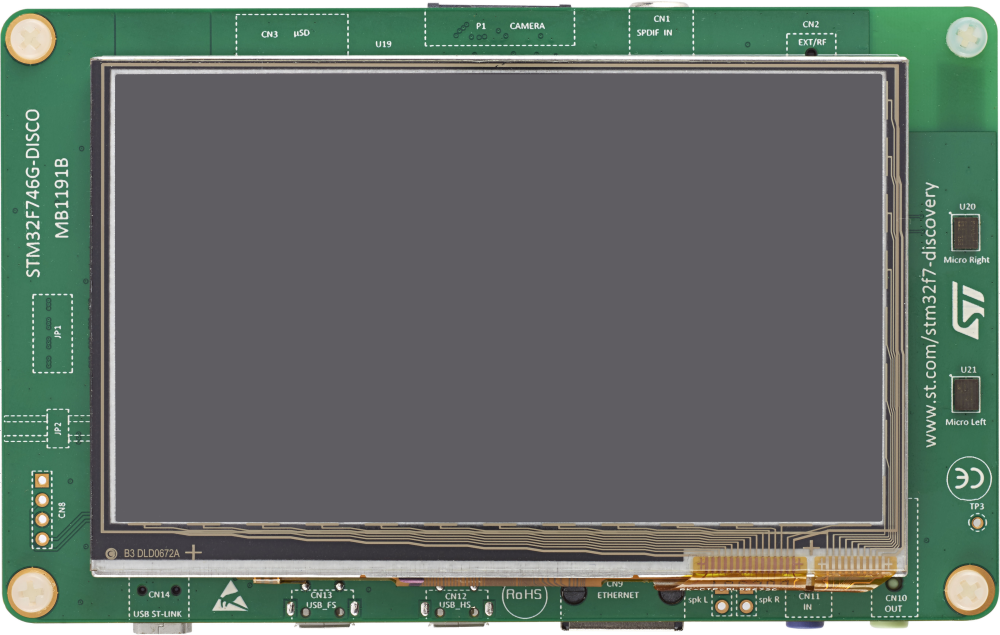 CN3 µSD
U19
P1 CAMERA
CN1
SPDIF IN
CN2
EXT/RF
STM32F746G-DISCO
MB1191B
JP1
JP2
CN8
www.st.com/stm32f7-discovery
U20
Micro Right
ST
U21
Micro Left
CE
TP3
B3 DLD0672A
CN14
USB ST-LINK
CN13
USB_FS
CN12
USB_HS
RoHS
CN9
ETHERNET
spk L
spk R
CN11
IN
CN10
OUT